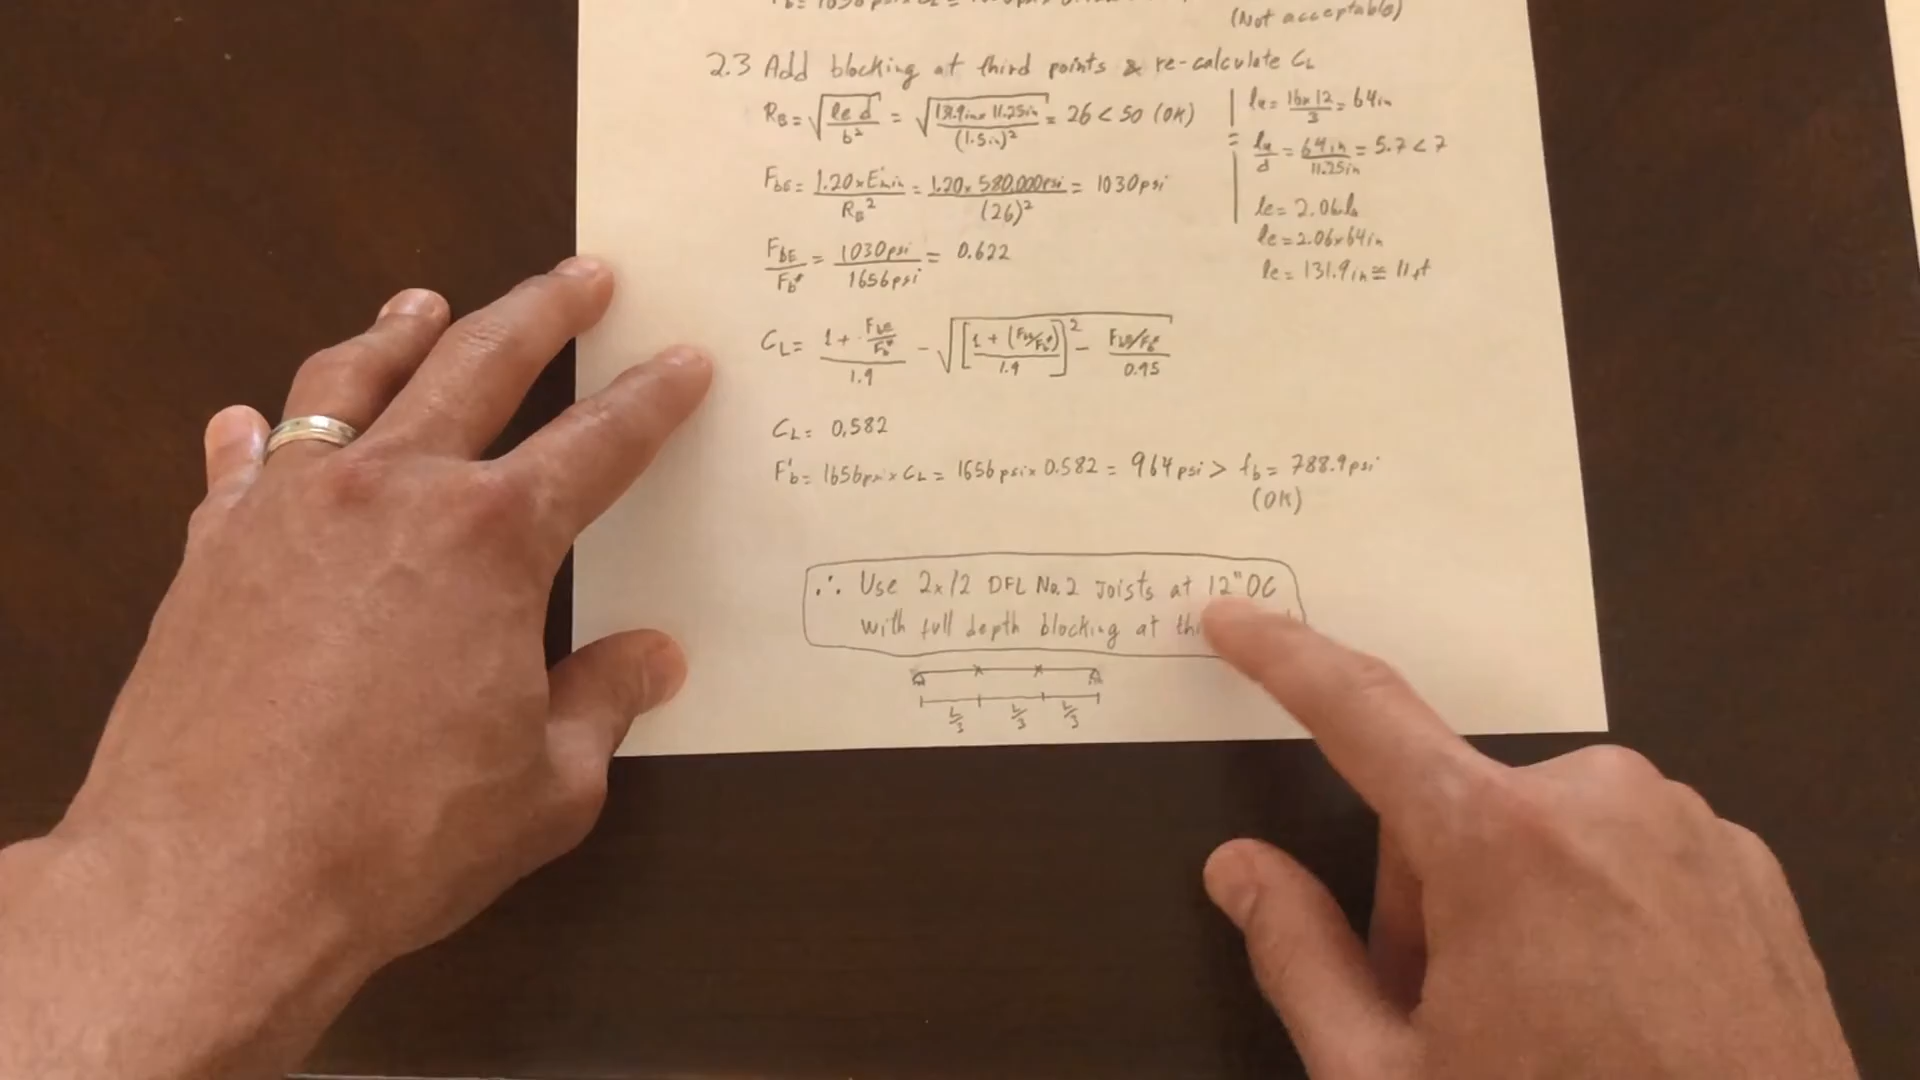 (Not acceptable)
2.3 Add blocking at third points & re-calculate CL
RB = √(le d / b²) = √(131.9in x 11.25in / (1.5in)²) = 26 < 50 (OK)
lu = 16x12 / 3 = 64in
lu / d = 64in / 11.25in = 5.7 < 7
FbE = 1.20 x E'min / RB² = 1.20 x 580,000psi / (26)² = 1030psi
le = 2.06lu
le = 2.06x64in
le = 131.9in ≅ 11ft
FbE / Fb* = 1030psi / 1656psi = 0.622
CL = 1 + FbE/Fb* / 1.9 - √([1 + (FbE/Fb*) / 1.9]² - FbE/Fb* / 0.95)
CL = 0.582
F'b = 1656psi x CL = 1656psi x 0.582 = 964psi > fb = 788.9psi
(OK)
∴ Use 2x12 DFL No.2 Joists at 12" OC
with full depth blocking at
L/3 L/3 L/3